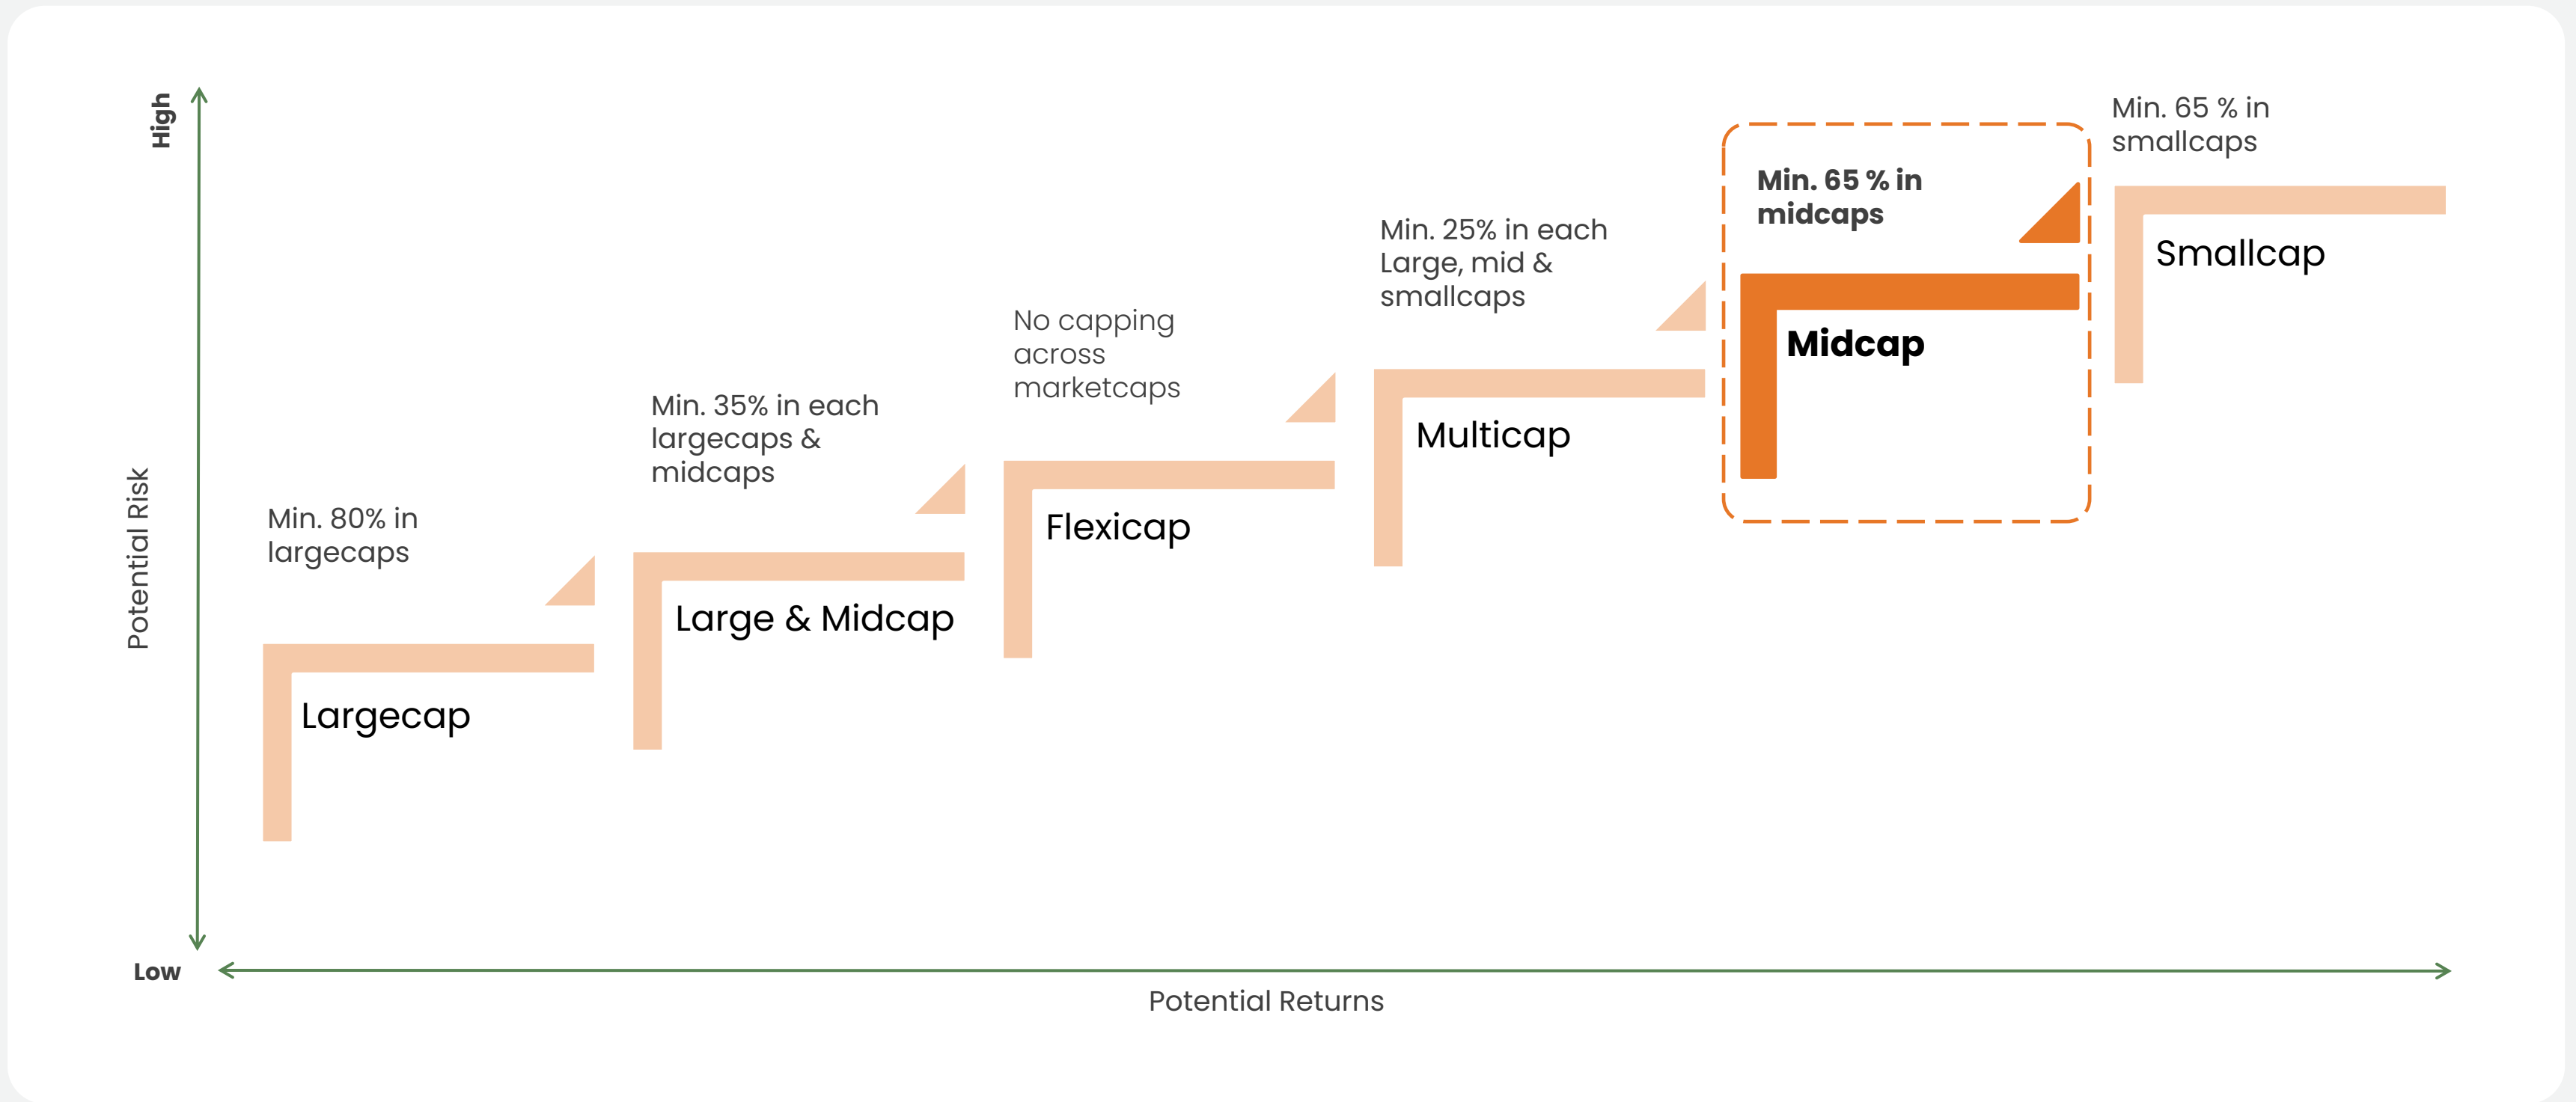 High
Potential Risk
Low
Potential Returns
Min. 80% in
largecaps
Largecap
Min. 35% in each
largecaps &
midcaps
Large & Midcap
No capping
across
marketcaps
Flexicap
Min. 25% in each
Large, mid &
smallcaps
Multicap
Min. 65 % in
midcaps
Midcap
Min. 65 % in
smallcaps
Smallcap